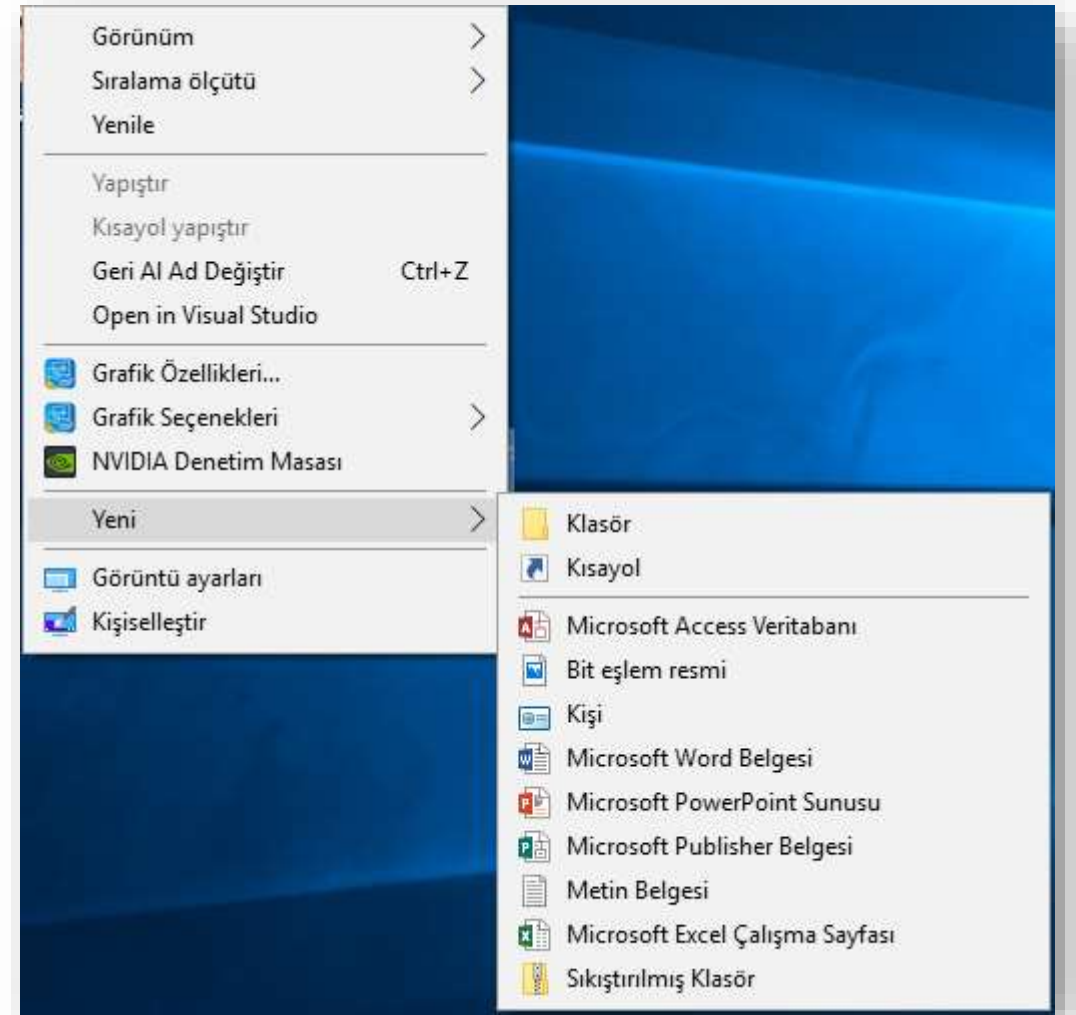 Görünüm
Sıralama ölçütü
Yenile
Yapıştır
Kısayol yapıştır
Geri Al Ad Değiştir Ctrl+Z
Open in Visual Studio
Grafik Özellikleri...
Grafik Seçenekleri
NVIDIA Denetim Masası
Yeni
Görüntü ayarları
Kişiselleştir
Klasör
Kısayol
Microsoft Access Veritabanı
Bit eşlem resmi
Kişi
Microsoft Word Belgesi
Microsoft PowerPoint Sunusu
Microsoft Publisher Belgesi
Metin Belgesi
Microsoft Excel Çalışma Sayfası
Sıkıştırılmış Klasör